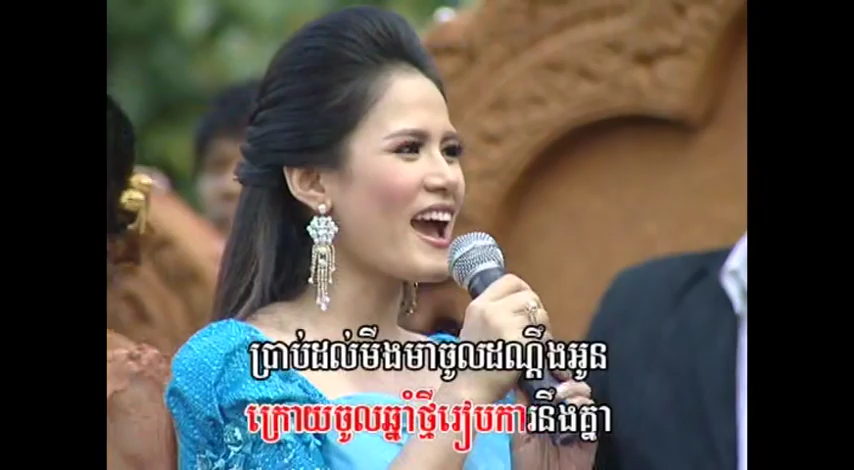 ប្រាប់ដល់មីងមាចូលដណ្ដឹងអូន
ក្រោយចូលឆ្នាំថ្មីរៀបការនឹងគ្នា